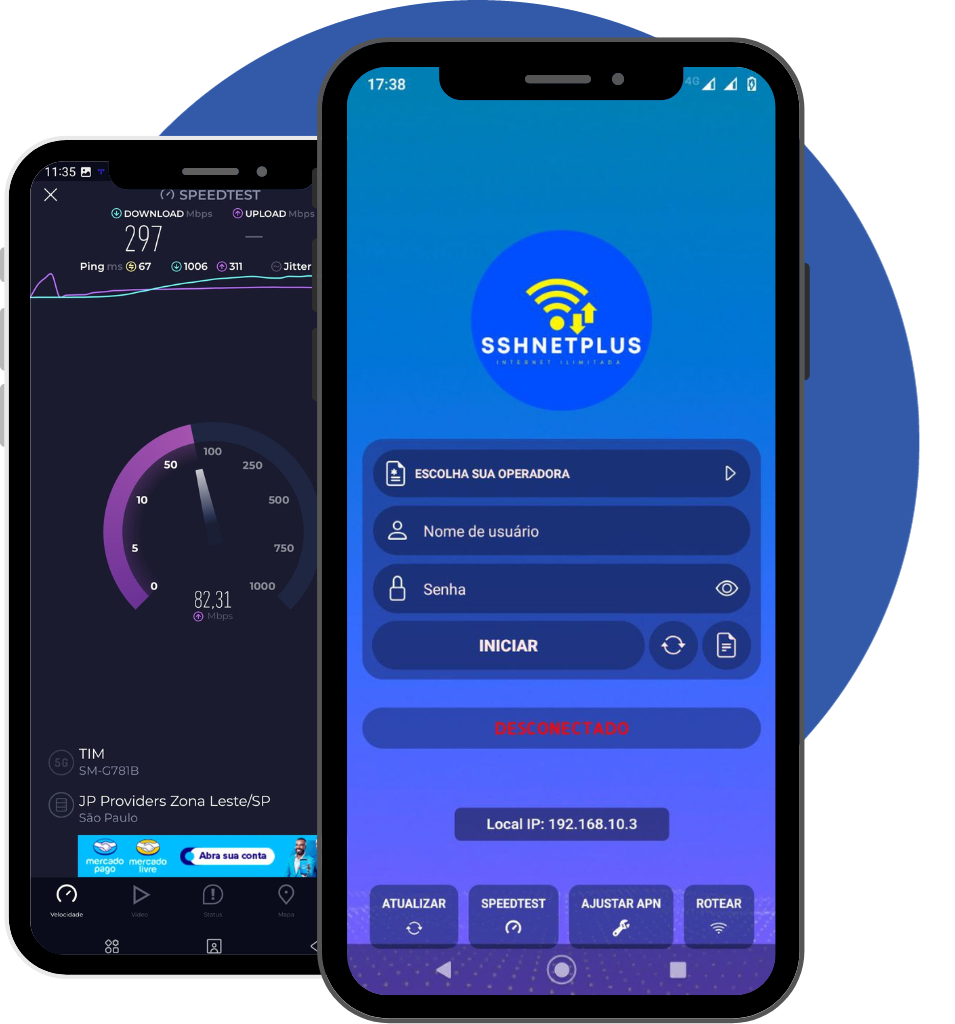 11:35
SPEEDTEST
DOWNLOAD Mbps UPLOAD Mbps
297 —
Ping ms 67 1006 311 Jitter
100
50 250
10 500
5 750
0 1000
82,31
Mbps
5G TIM
SM-G781B
JP Providers Zona Leste/SP
São Paulo
mercado pago mercado livre Abra sua conta
Velocidade Vídeo Status Mapa
17:38 4G
SSHNETPLUS
INTERNET ILIMITADA
ESCOLHA SUA OPERADORA
Nome de usuário
Senha
INICIAR
DESCONECTADO
Local IP: 192.168.10.3
ATUALIZAR SPEEDTEST AJUSTAR APN ROTEAR